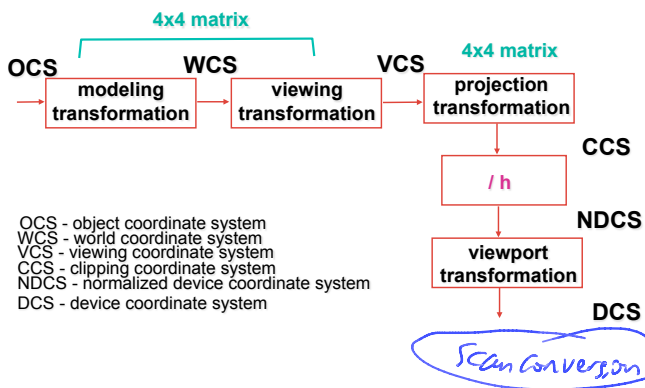 4x4 matrix
OCS
WCS
VCS
4x4 matrix
modeling
transformation
viewing
transformation
projection
transformation
CCS
/ h
NDCS
viewport
transformation
DCS
OCS - object coordinate system
WCS - world coordinate system
VCS - viewing coordinate system
CCS - clipping coordinate system
NDCS - normalized device coordinate system
DCS - device coordinate system
Scan Conversion